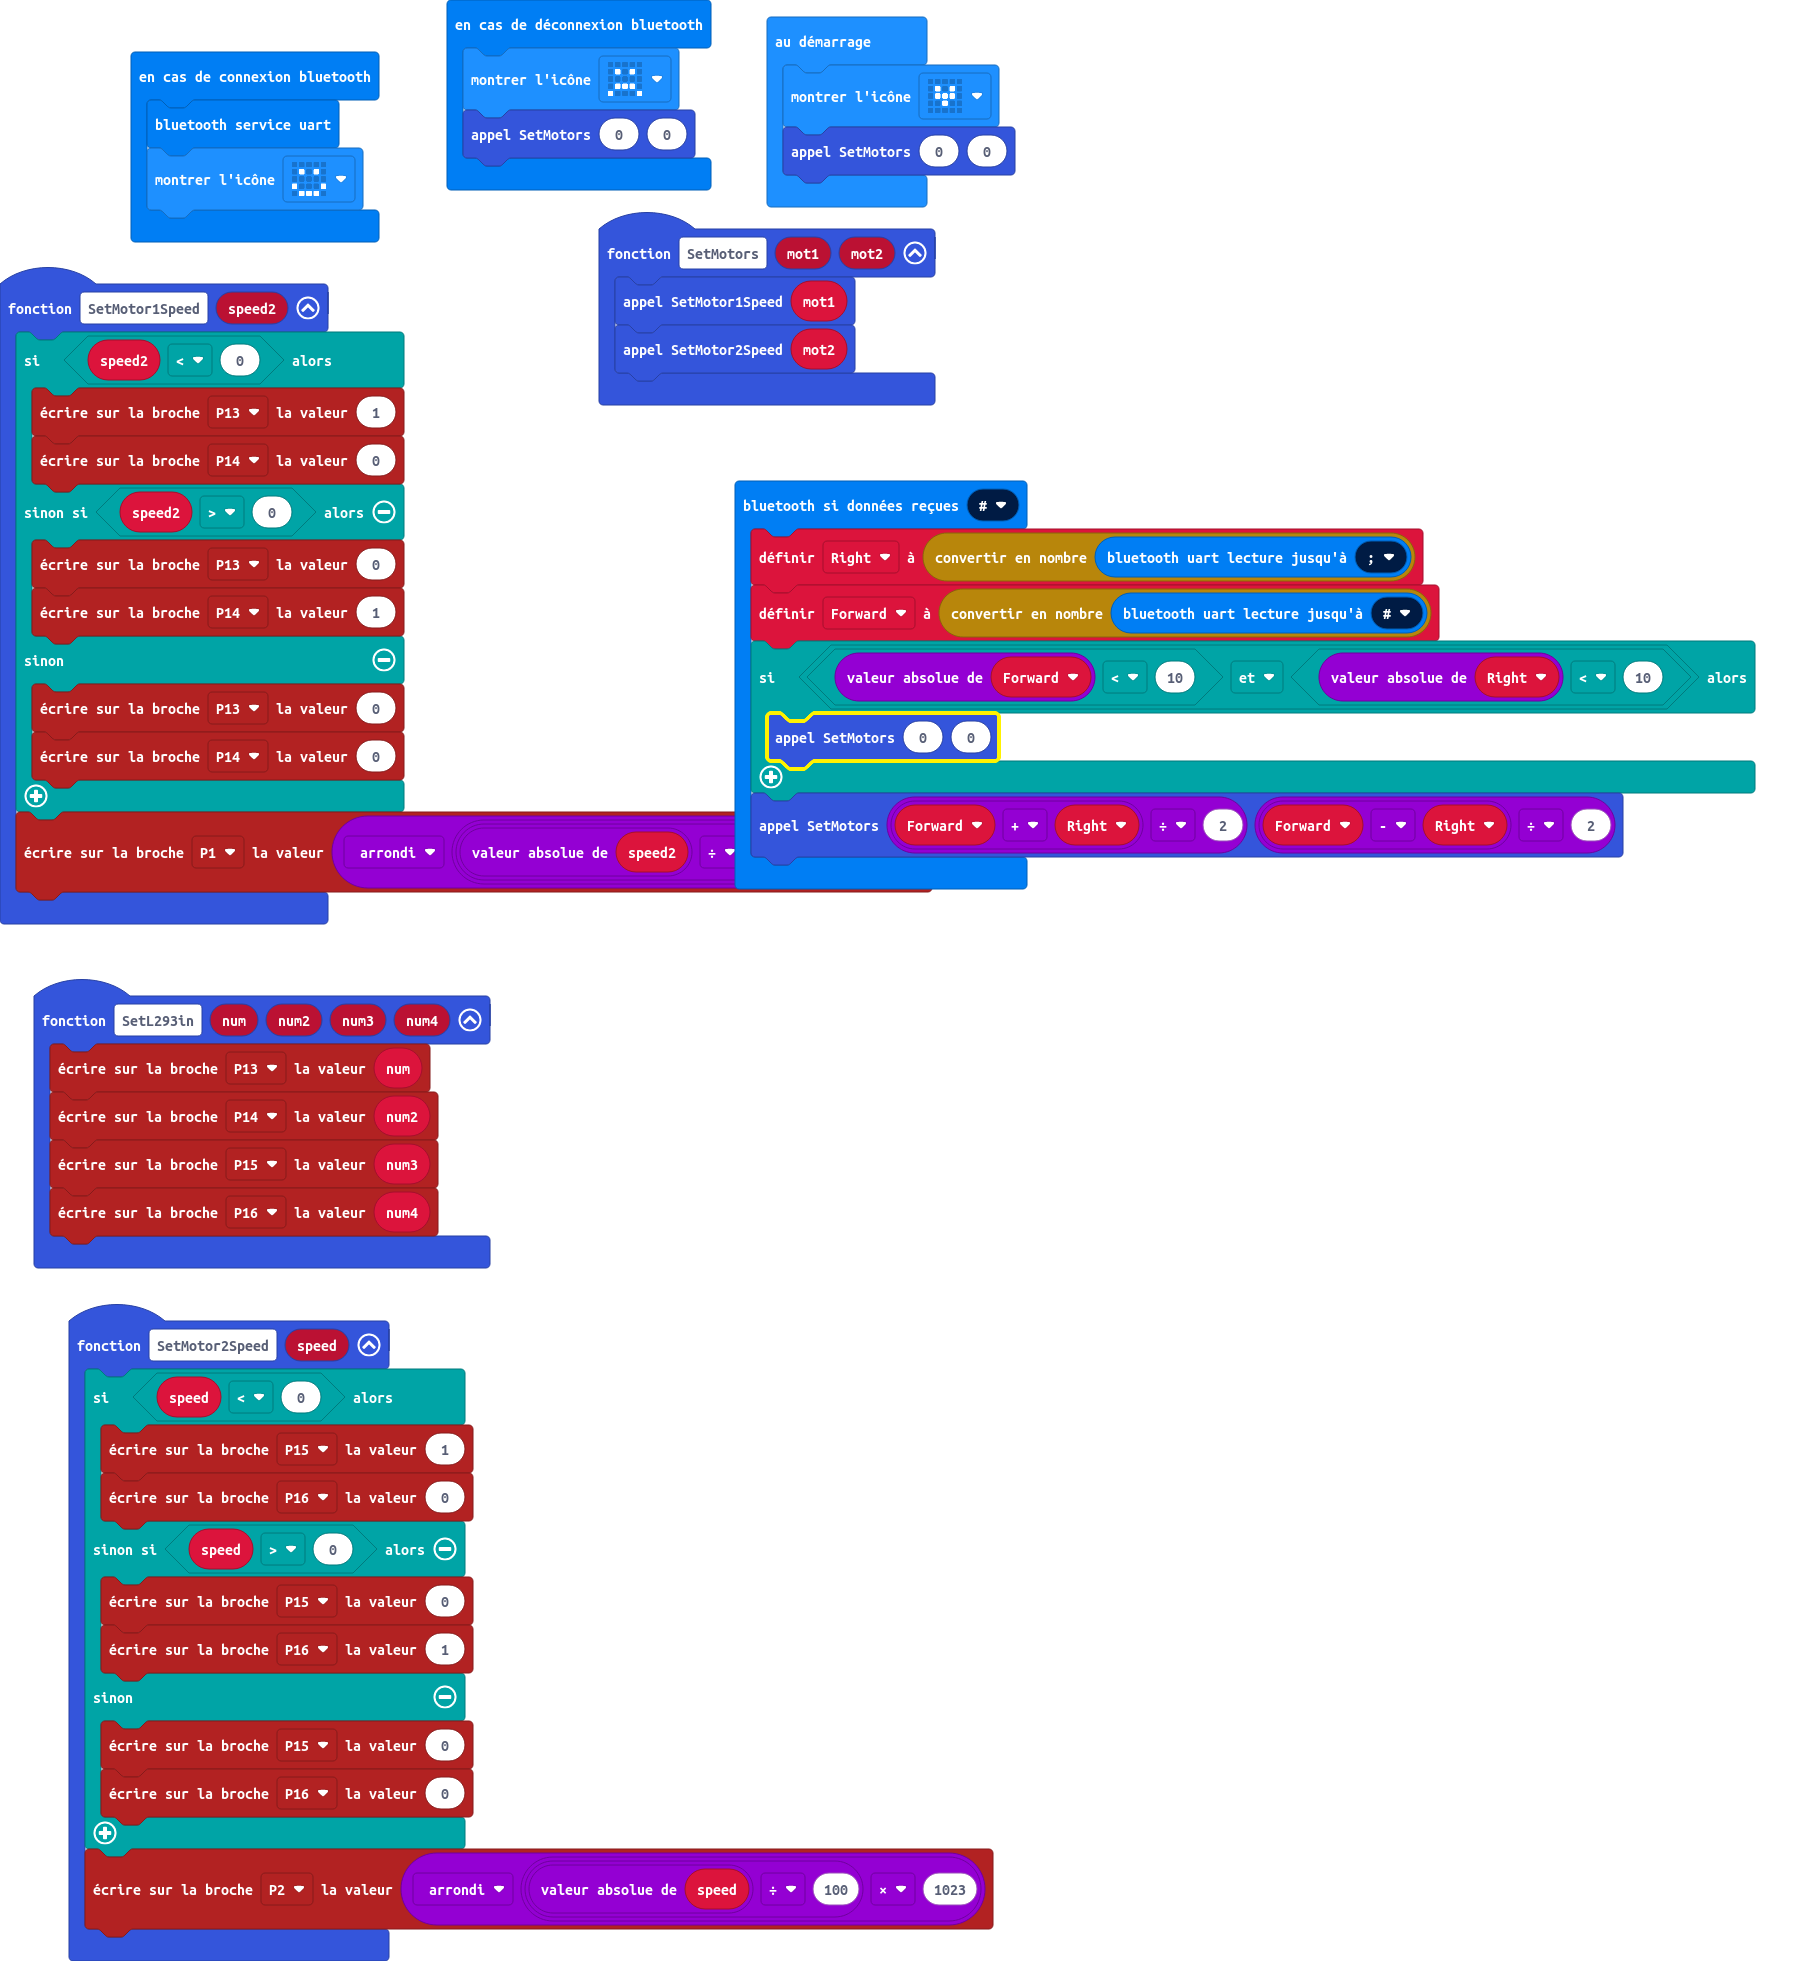 en cas de connexion bluetooth
bluetooth service uart
montrer l'icône
en cas de déconnexion bluetooth
montrer l'icône
appel SetMotors 0 0
au démarrage
montrer l'icône
appel SetMotors 0 0
fonction SetMotors mot1 mot2
appel SetMotor1Speed mot1
appel SetMotor2Speed mot2
fonction SetMotor1Speed speed2
si speed2 < 0 alors
écrire sur la broche P13 la valeur 1
écrire sur la broche P14 la valeur 0
sinon si speed2 > 0 alors
écrire sur la broche P13 la valeur 0
écrire sur la broche P14 la valeur 1
sinon
écrire sur la broche P13 la valeur 0
écrire sur la broche P14 la valeur 0
écrire sur la broche P1 la valeur arrondi valeur absolue de speed2 ÷
bluetooth si données reçues #
définir Right à convertir en nombre bluetooth uart lecture jusqu'à ;
définir Forward à convertir en nombre bluetooth uart lecture jusqu'à #
si valeur absolue de Forward < 10 et valeur absolue de Right < 10 alors
appel SetMotors 0 0
appel SetMotors Forward + Right ÷ 2 Forward - Right ÷ 2
fonction SetL293in num num2 num3 num4
écrire sur la broche P13 la valeur num
écrire sur la broche P14 la valeur num2
écrire sur la broche P15 la valeur num3
écrire sur la broche P16 la valeur num4
fonction SetMotor2Speed speed
si speed < 0 alors
écrire sur la broche P15 la valeur 1
écrire sur la broche P16 la valeur 0
sinon si speed > 0 alors
écrire sur la broche P15 la valeur 0
écrire sur la broche P16 la valeur 1
sinon
écrire sur la broche P15 la valeur 0
écrire sur la broche P16 la valeur 0
écrire sur la broche P2 la valeur arrondi valeur absolue de speed ÷ 100 × 1023